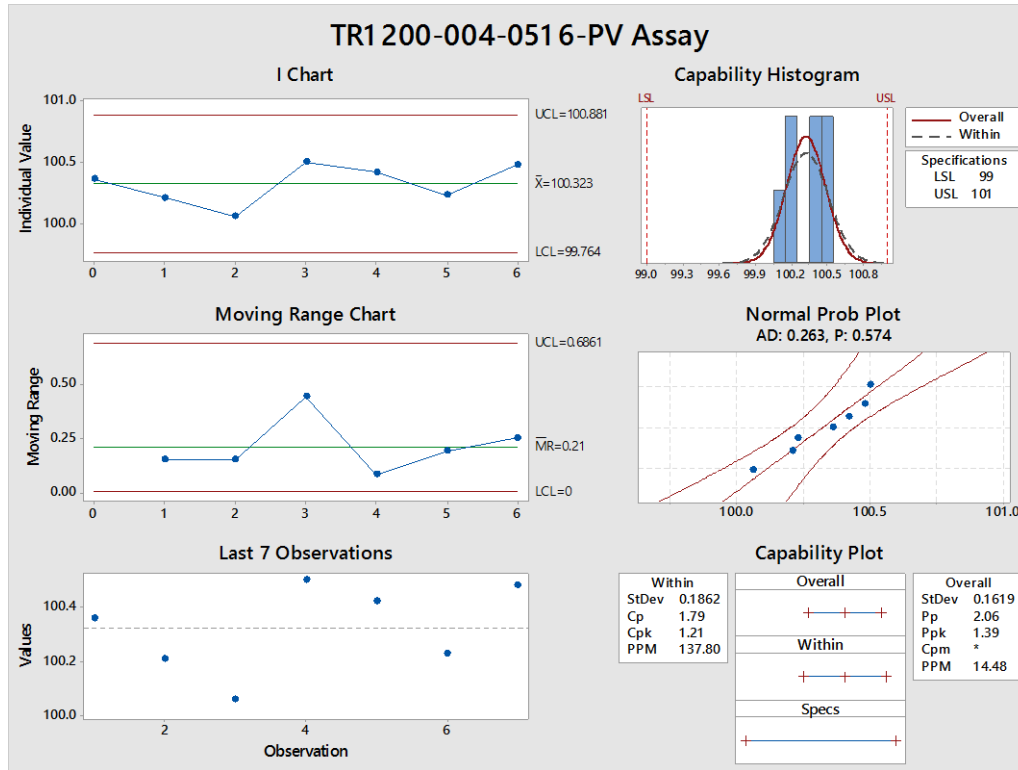 TR1200-004-0516-PV Assay
I Chart
Individual Value
101.0
100.5
100.0
UCL=100.881
X̄=100.323
LCL=99.764
0 1 2 3 4 5 6
Capability Histogram
LSL USL
99.0 99.3 99.6 99.9 100.2 100.5 100.8
Overall
Within
Specifications
LSL 99
USL 101
Moving Range Chart
Moving Range
0.50
0.25
0.00
UCL=0.6861
M̄R̄=0.21
LCL=0
0 1 2 3 4 5 6
Normal Prob Plot
AD: 0.263, P: 0.574
100.0 100.5 101.0
Last 7 Observations
Values
100.4
100.2
100.0
2 4 6
Observation
Capability Plot
Within
StDev 0.1862
Cp 1.79
Cpk 1.21
PPM 137.80
Overall
Within
Specs
Overall
StDev 0.1619
Pp 2.06
Ppk 1.39
Cpm *
PPM 14.48